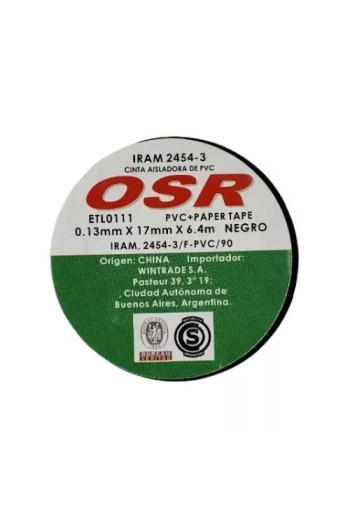 IRAM 2454-3
CINTA AISLADORA DE PVC
OSR
ETL0111 PVC+PAPER TAPE
0.13mm X 17mm X 6.4m NEGRO
IRAM, 2454-3/F-PVC/90
Origen: CHINA Importador:
WINTRADE S.A.
Pasteur 39, 3° 19:
, Ciudad Autónoma de
Buenos Aires, Argentina.
S
BUREAU
VERITAS